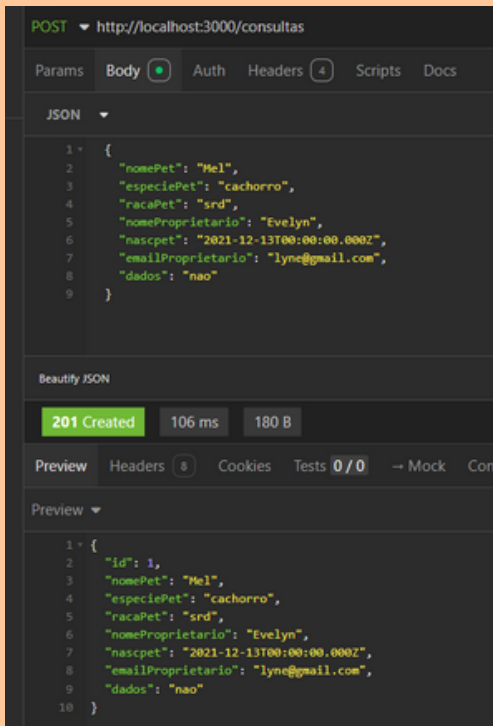 POST http://localhost:3000/consultas
Params Body Auth Headers 4 Scripts Docs
JSON
1 {
2 "nomePet": "Mel",
3 "especiePet": "cachorro",
4 "racaPet": "srd",
5 "nomeProprietario": "Evelyn",
6 "nascpet": "2021-12-13T00:00:00.000Z",
7 "emailProprietario": "lyne@gmail.com",
8 "dados": "nao"
9 }
Beautify JSON
201 Created 106 ms 180 B
Preview Headers 8 Cookies Tests 0 / 0 → Mock Con
Preview
1 {
2 "id": 1,
3 "nomePet": "Mel",
4 "especiePet": "cachorro",
5 "racaPet": "srd",
6 "nomeProprietario": "Evelyn",
7 "nascpet": "2021-12-13T00:00:00.000Z",
8 "emailProprietario": "lyne@gmail.com",
9 "dados": "nao"
10 }